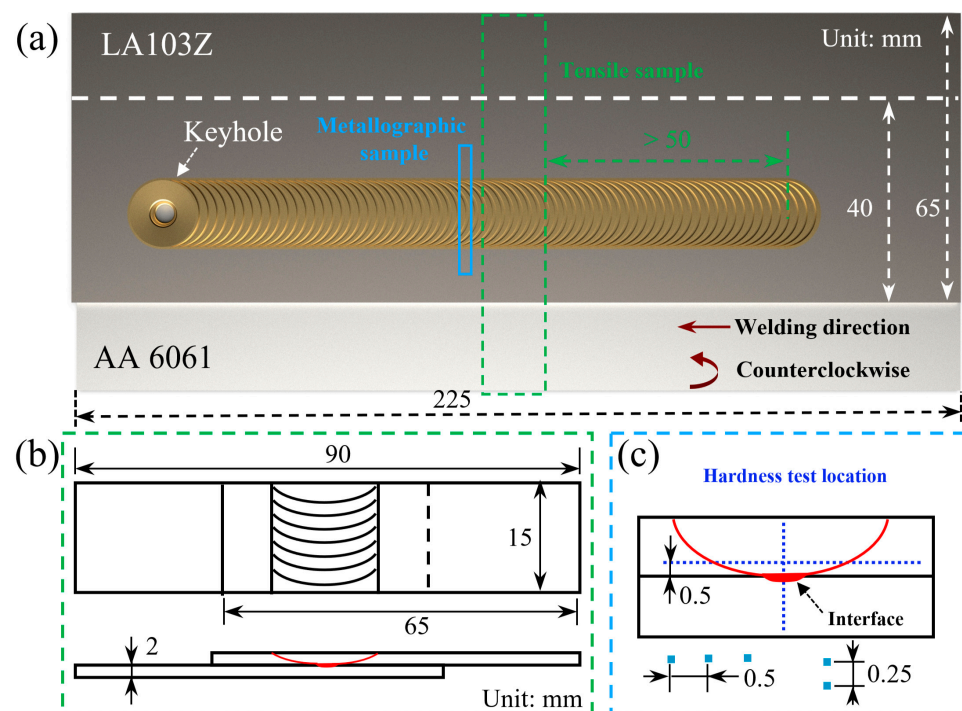 (a)
LA103Z
Unit: mm
Tensile sample
Keyhole
Metallographic
sample
> 50
40
65
AA 6061
Welding direction
Counterclockwise
225
(b)
90
15
65
2
Unit: mm
(c)
Hardness test location
0.5
Interface
0.5
0.25